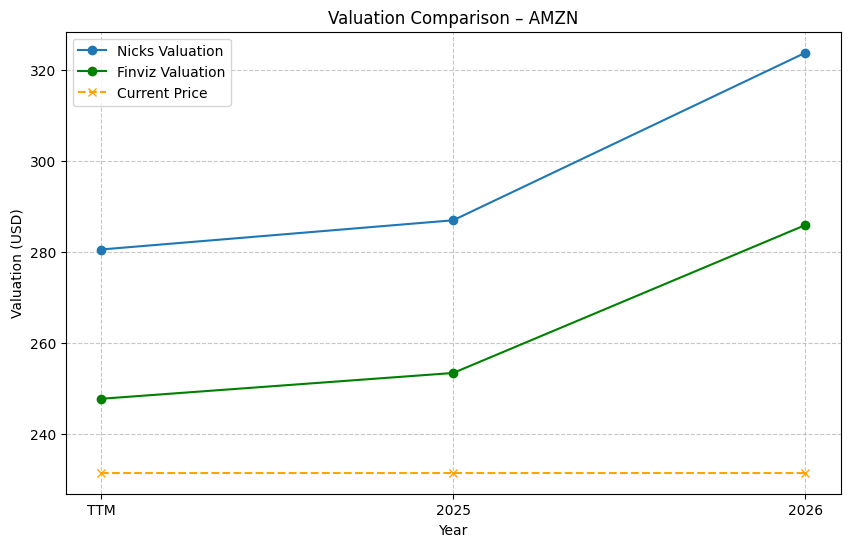 Valuation Comparison – AMZN
Nicks Valuation
Finviz Valuation
Current Price
Valuation (USD)
320
300
280
260
240
TTM
2025
2026
Year